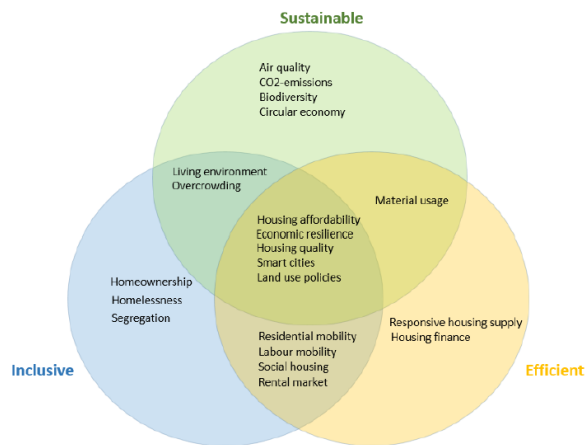 Sustainable
Air quality
CO2-emissions
Biodiversity
Circular economy
Living environment
Overcrowding
Material usage
Housing affordability
Economic resilience
Housing quality
Smart cities
Land use policies
Homeownership
Homelessness
Segregation
Responsive housing supply
Housing finance
Residential mobility
Labour mobility
Social housing
Rental market
Inclusive
Efficient